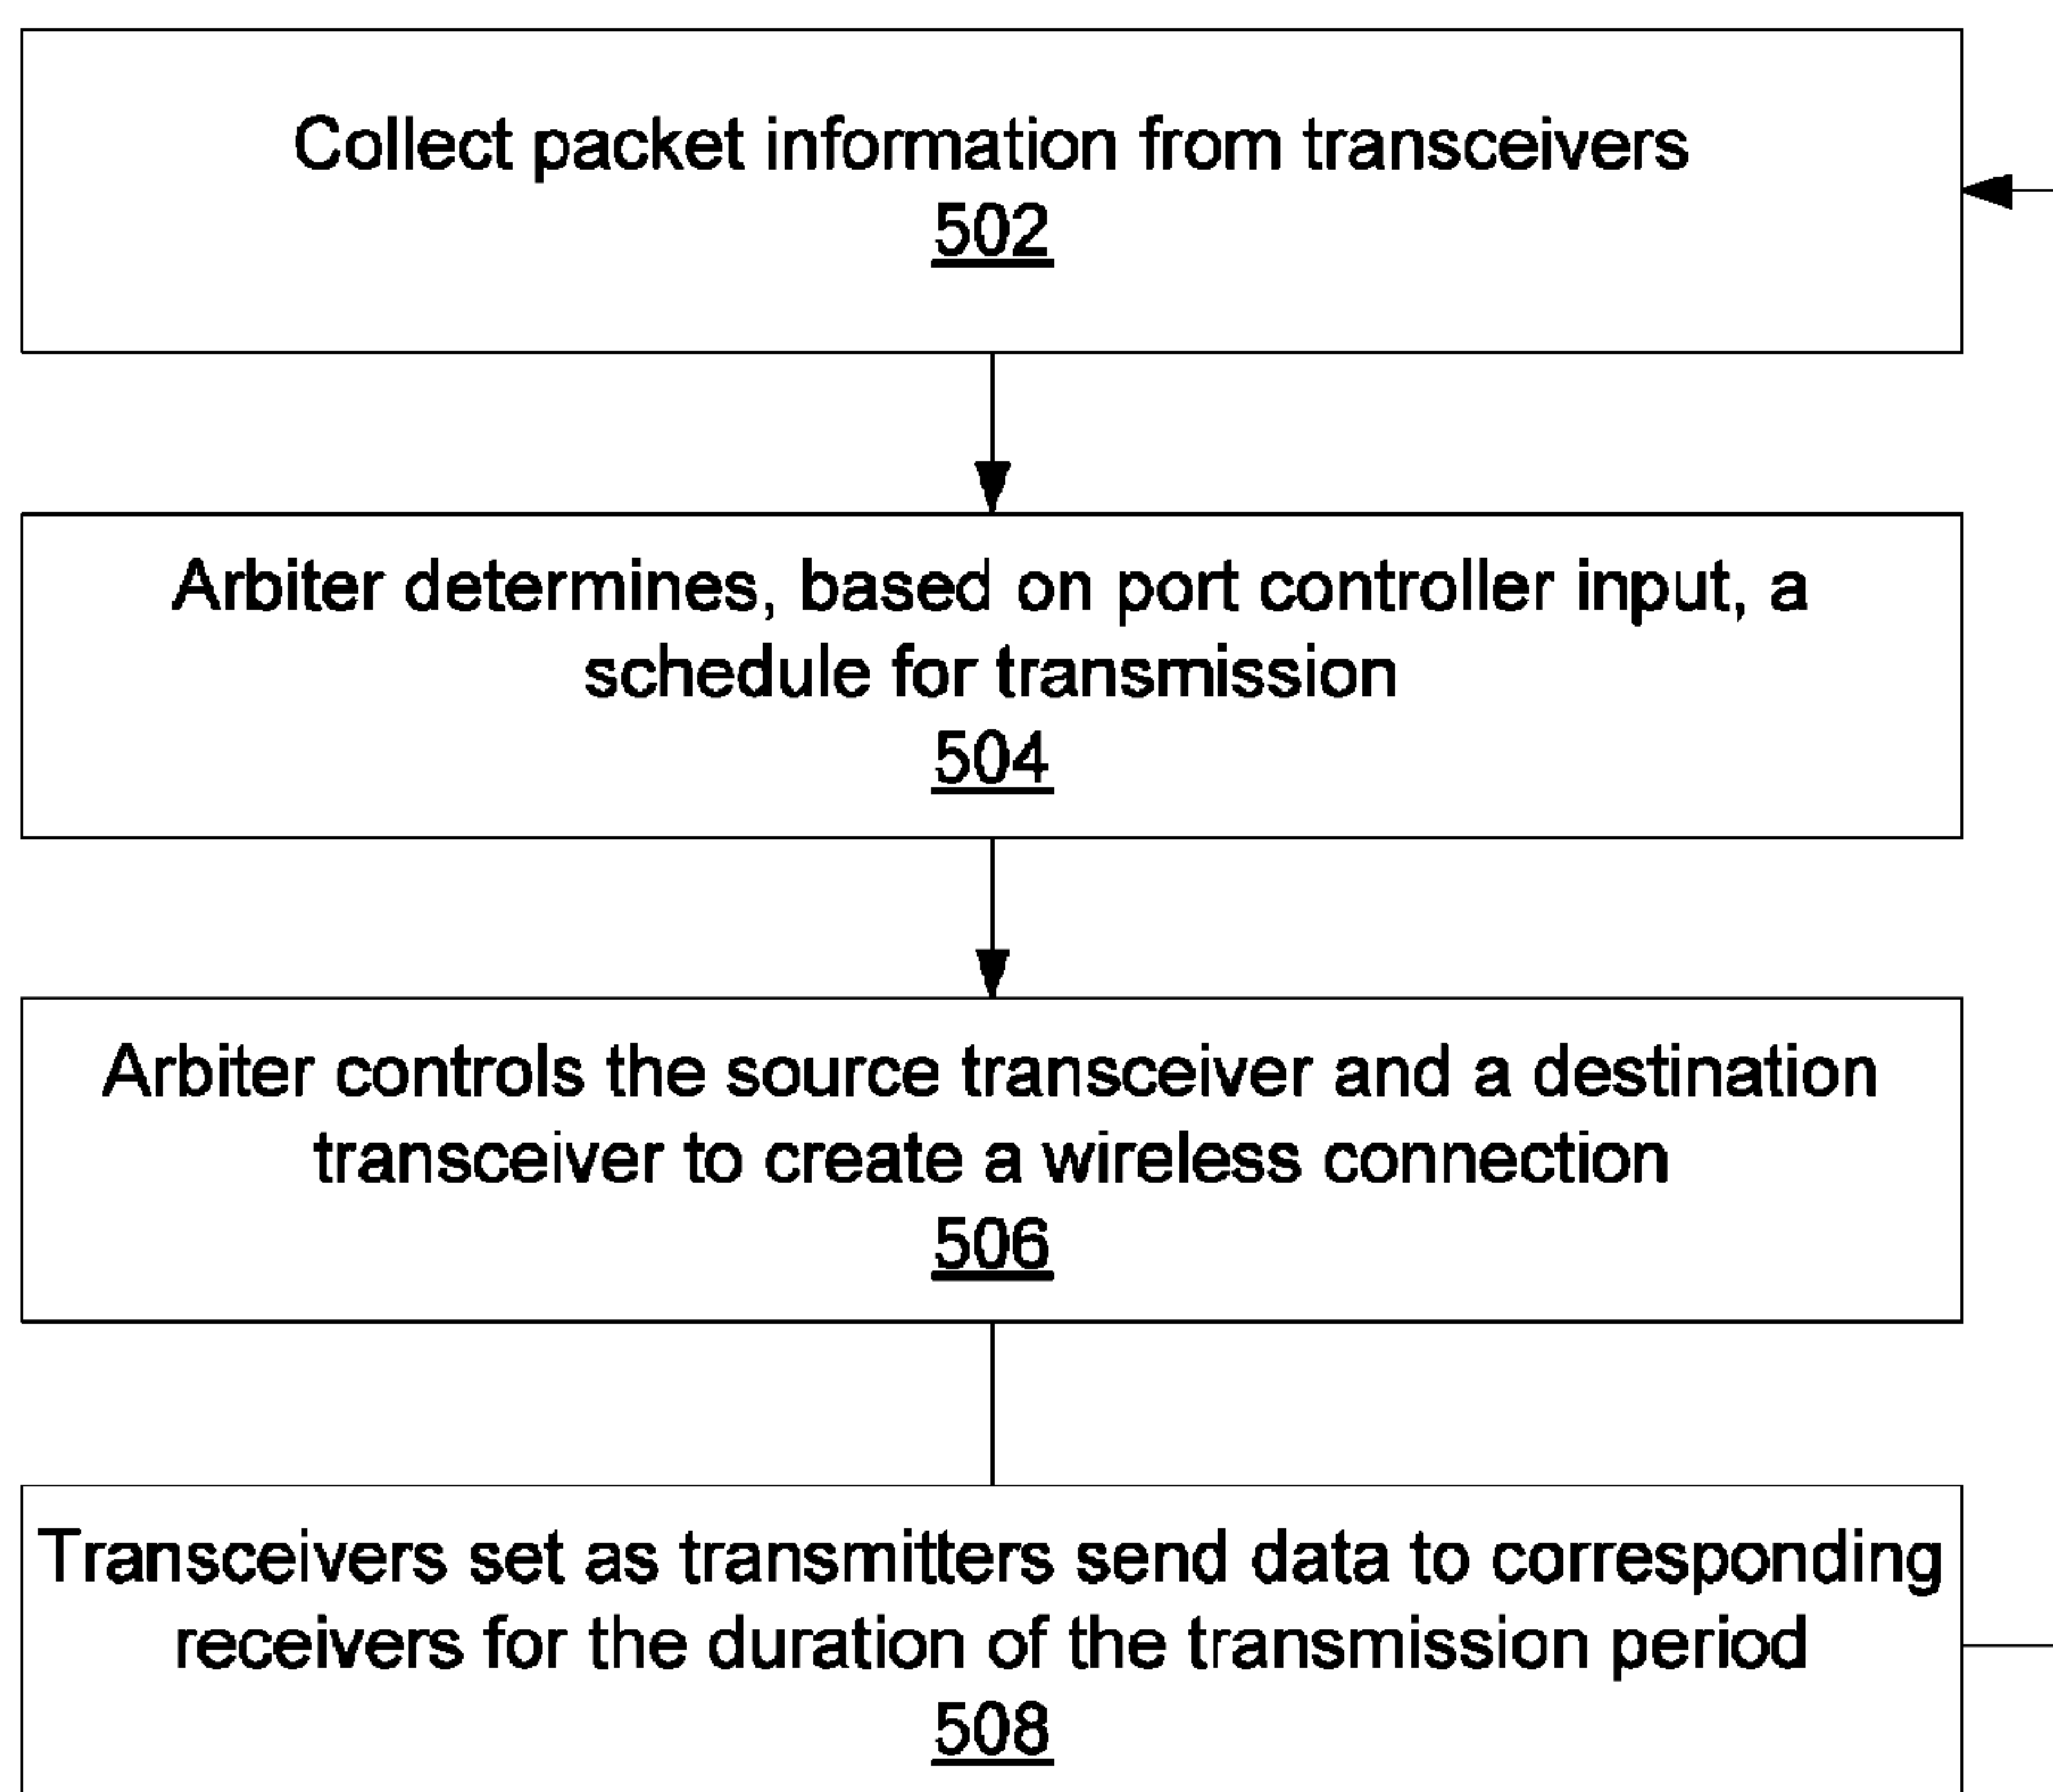 Collect packet information from transceivers
502
Arbiter determines, based on port controller input, a
schedule for transmission
504
Arbiter controls the source transceiver and a destination
transceiver to create a wireless connection
506
Transceivers set as transmitters send data to corresponding
receivers for the duration of the transmission period
508